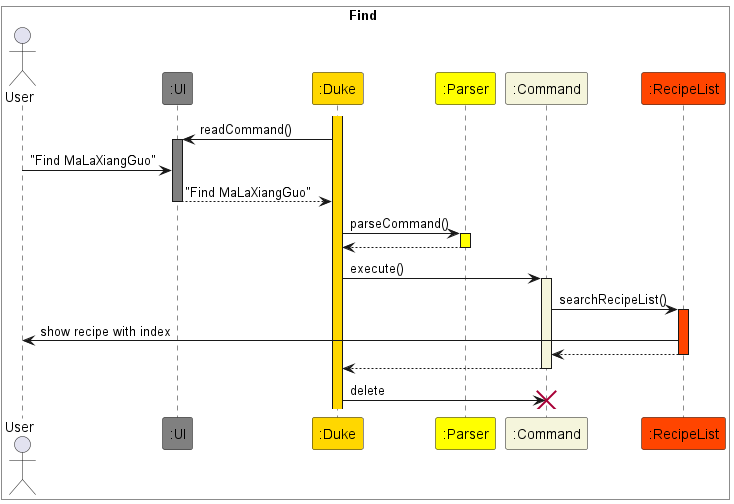 Find
User
:UI
:Duke
:Parser
:Command
:RecipeList
readCommand()
"Find MaLaXiangGuo"
"Find MaLaXiangGuo"
parseCommand()
execute()
searchRecipeList()
show recipe with index
delete
User
:UI
:Duke
:Parser
:Command
:RecipeList